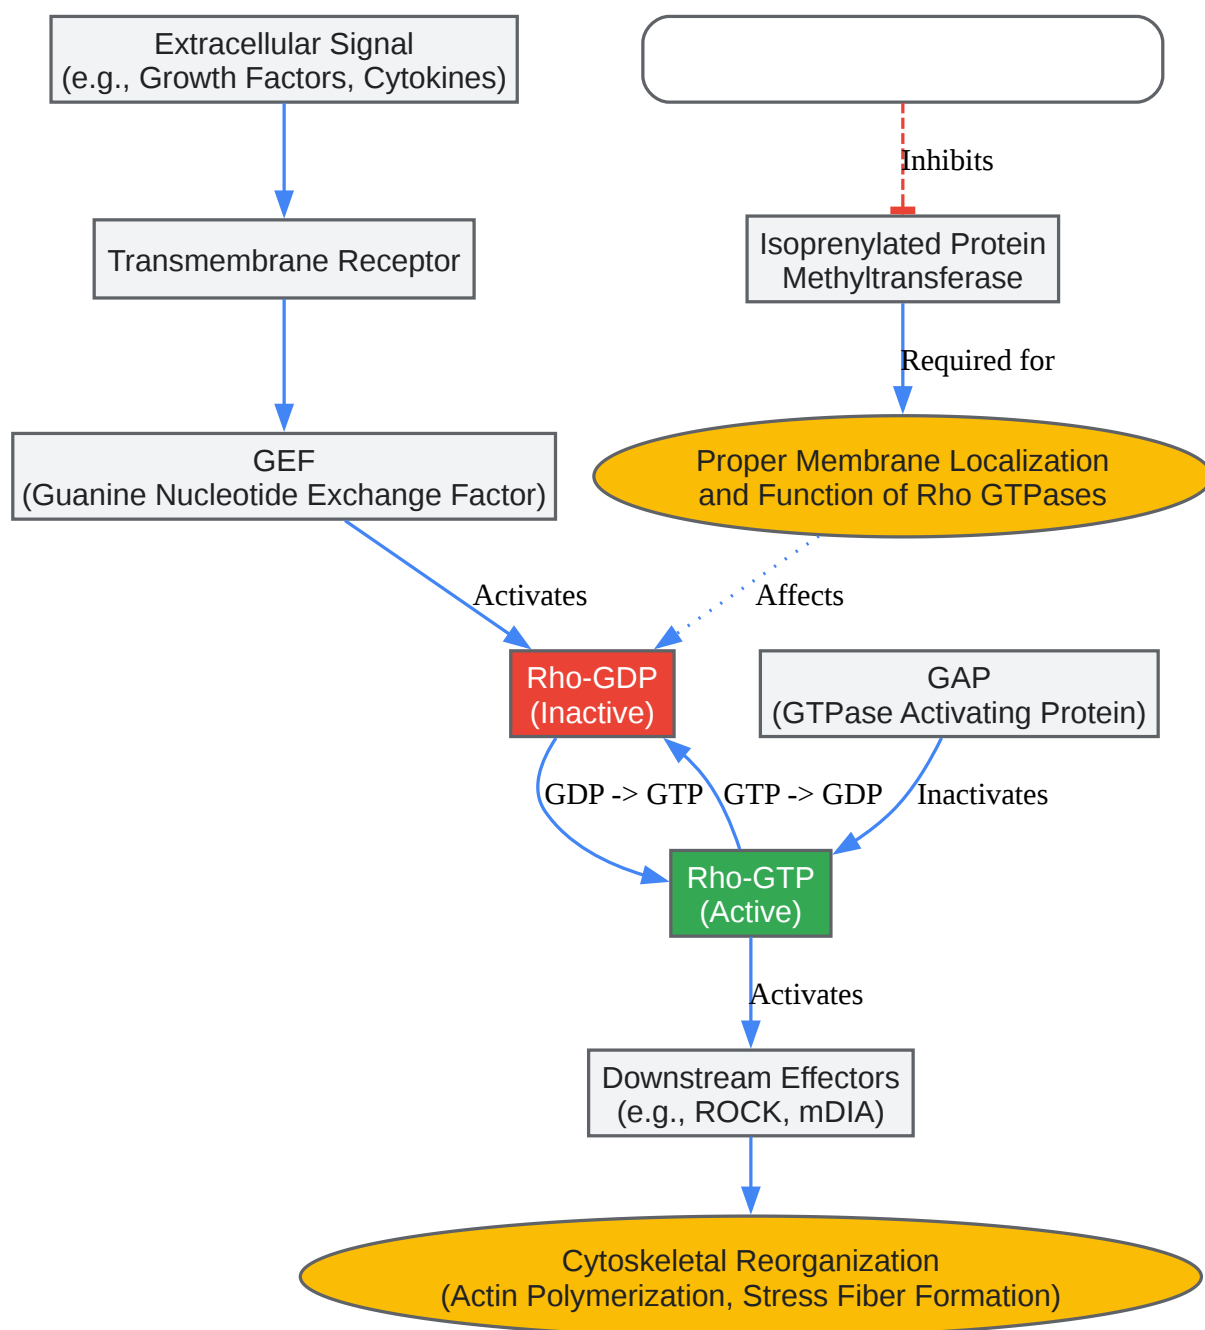 Extracellular Signal
(e.g., Growth Factors, Cytokines)
Inhibits
Transmembrane Receptor
Isoprenylated Protein
Methyltransferase
Required for
GEF
(Guanine Nucleotide Exchange Factor)
Proper Membrane Localization
and Function of Rho GTPases
Activates
Affects
Rho-GDP
(Inactive)
GAP
(GTPase Activating Protein)
GDP -> GTP
GTP -> GDP
Inactivates
Rho-GTP
(Active)
Activates
Downstream Effectors
(e.g., ROCK, mDIA)
Cytoskeletal Reorganization
(Actin Polymerization, Stress Fiber Formation)